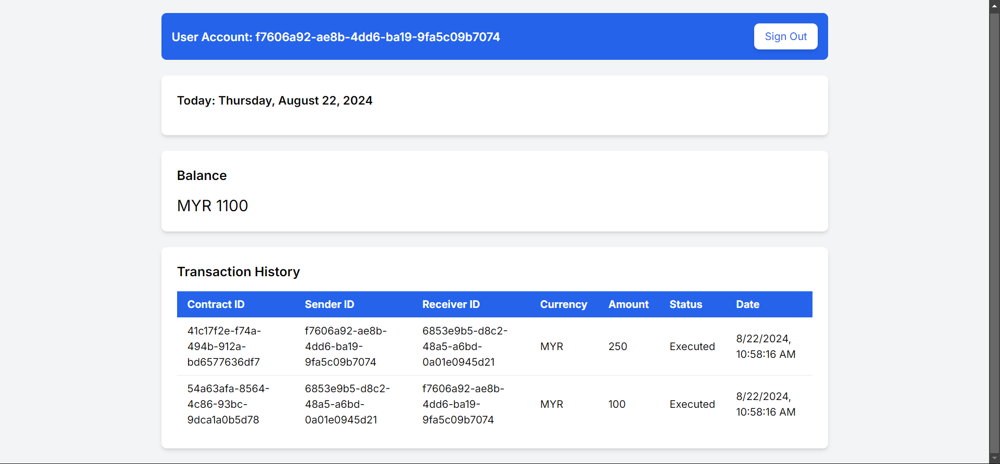 User Account: f7606a92-ae8b-4dd6-ba19-9fa5c09b7074
Sign Out
Today: Thursday, August 22, 2024
Balance
MYR 1100
Transaction History
Contract ID Sender ID Receiver ID Currency Amount Status Date
41c17f2e-f74a-
494b-912a-
bd6577636df7
f7606a92-ae8b-
4dd6-ba19-
9fa5c09b7074
6853e9b5-d8c2-
48a5-a6bd-
0a01e0945d21
MYR
250
Executed
8/22/2024,
10:58:16 AM
54a63afa-8564-
4c86-93bc-
9dca1a0b5d78
6853e9b5-d8c2-
48a5-a6bd-
0a01e0945d21
f7606a92-ae8b-
4dd6-ba19-
9fa5c09b7074
MYR
100
Executed
8/22/2024,
10:58:16 AM